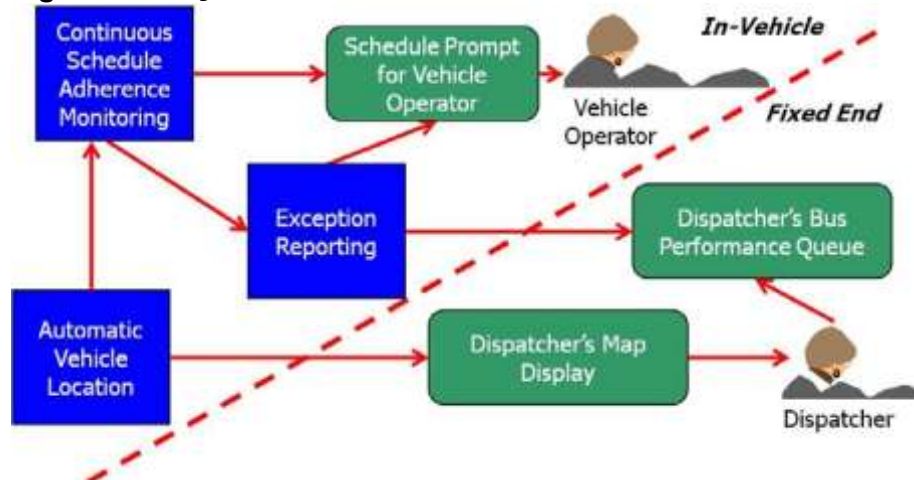 Continuous
Schedule
Adherence
Monitoring
Schedule Prompt
for Vehicle
Operator
In-Vehicle
Vehicle
Operator
Fixed End
Exception
Reporting
Dispatcher's Bus
Performance Queue
Automatic
Vehicle
Location
Dispatcher's Map
Display
Dispatcher